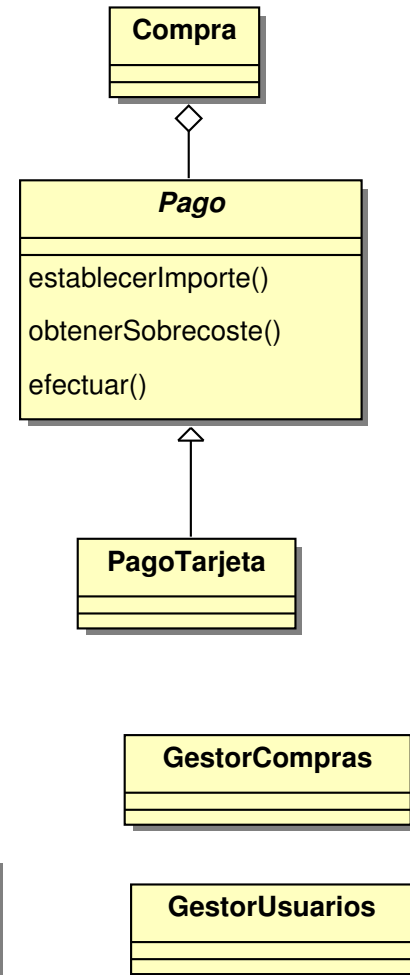 Compra
Pago
establecerImporte()
obtenerSobrecoste()
efectuar()
PagoTarjeta
GestorCompras
GestorUsuarios